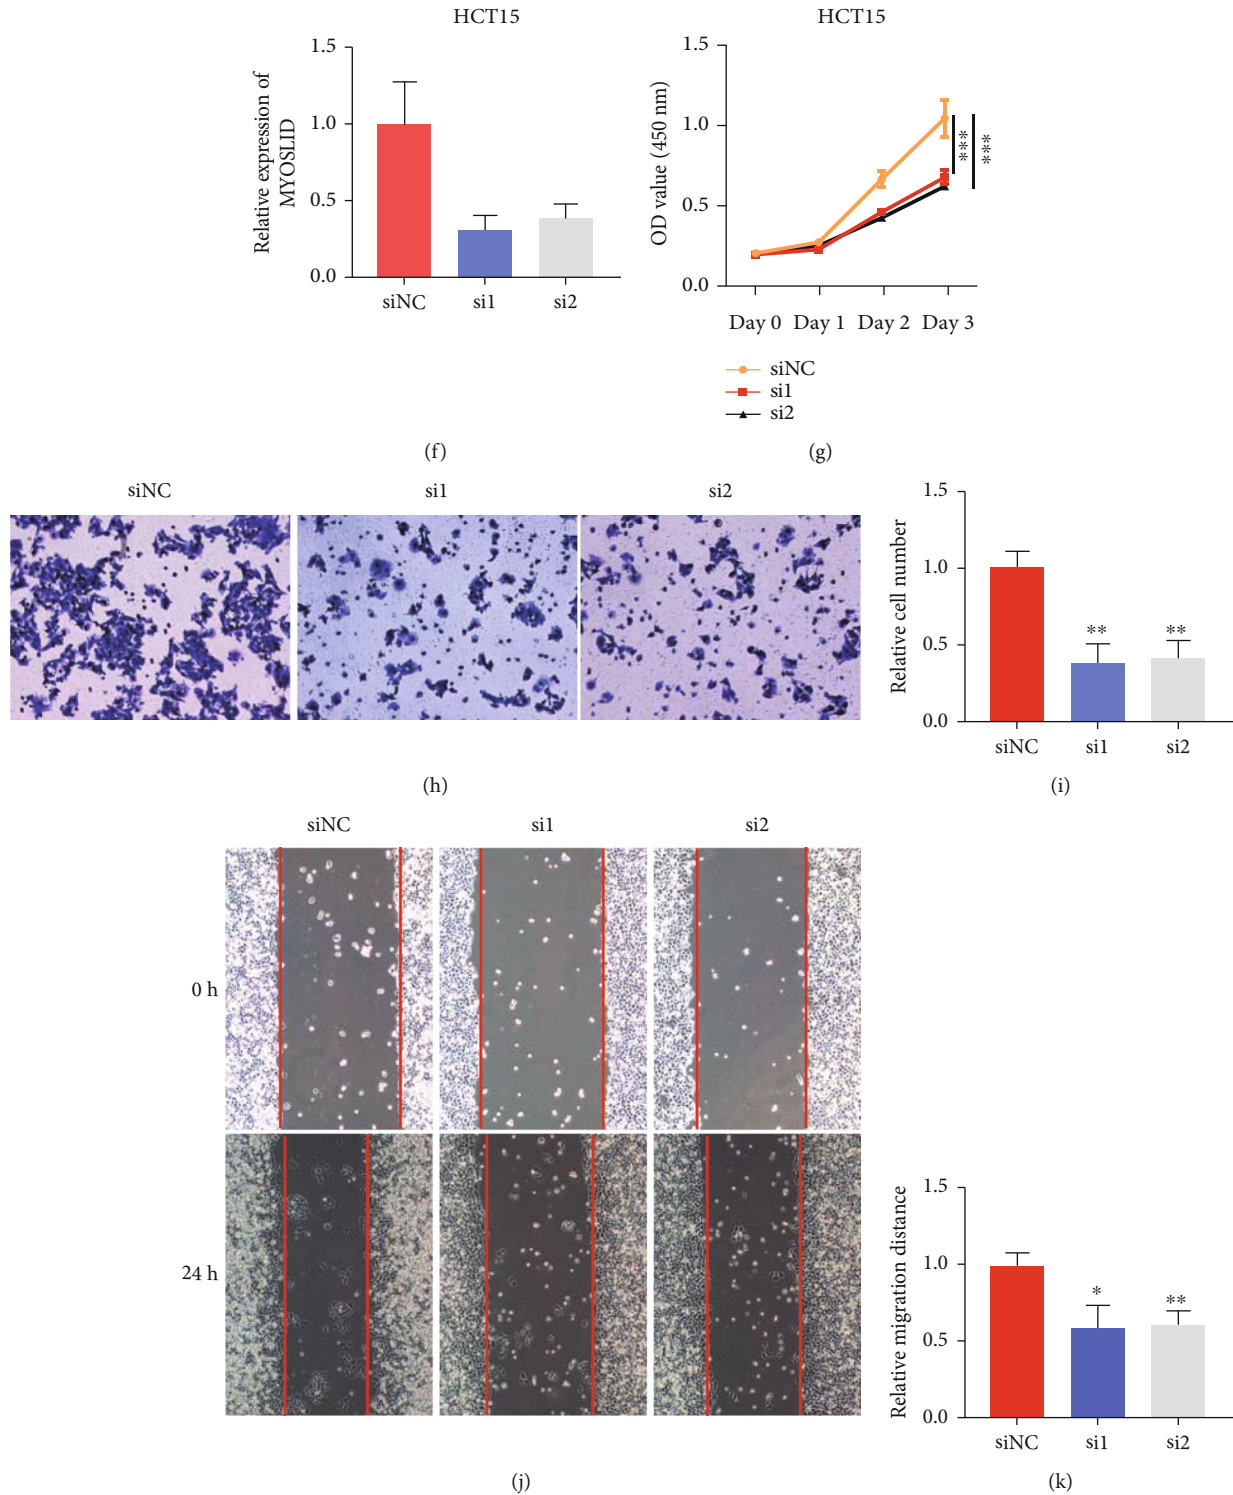 HCT15
1.5
1.0
0.5
0.0
Relative expression of
MYOSLID
siNC
si1
si2
(f)
HCT15
1.5
1.0
0.5
0.0
OD value (450 nm)
***
***
Day 0
Day 1
Day 2
Day 3
siNC
si1
si2
(g)
siNC
si1
si2
(h)
1.5
1.0
0.5
0.0
Relative cell number
**
**
siNC
si1
si2
(i)
siNC
si1
si2
0 h
24 h
(j)
1.5
1.0
0.5
0.0
Relative migration distance
*
**
siNC
si1
si2
(k)